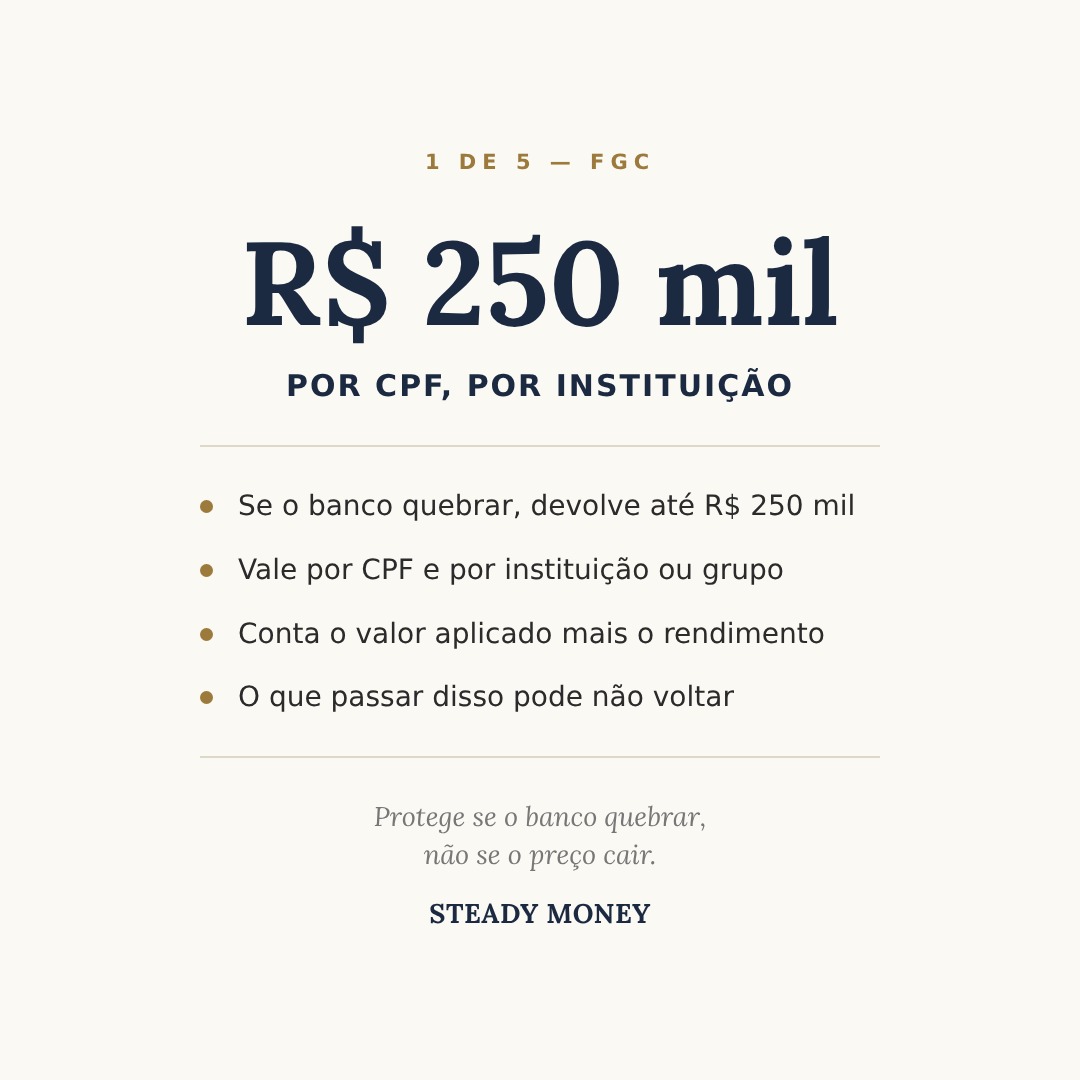 1 DE 5 — FGC
R$ 250 mil
POR CPF, POR INSTITUIÇÃO
Se o banco quebrar, devolve até R$ 250 mil
Vale por CPF e por instituição ou grupo
Conta o valor aplicado mais o rendimento
O que passar disso pode não voltar
Protege se o banco quebrar,
não se o preço cair.
STEADY MONEY